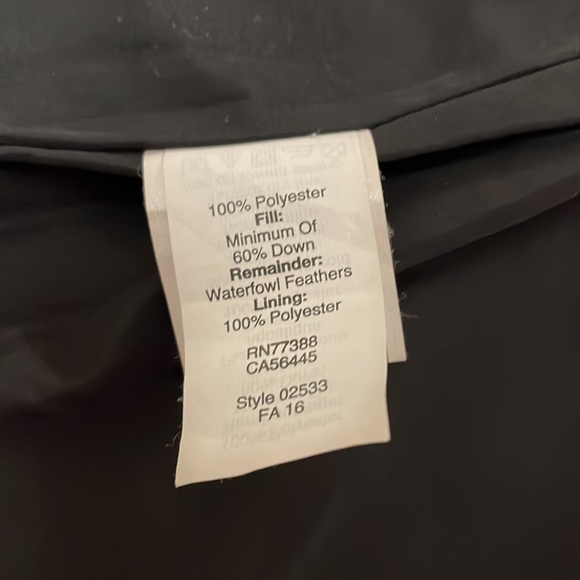 100% Polyester
Fill:
Minimum Of
60% Down
Remainder:
Waterfowl Feathers
Lining:
100% Polyester
RN77388
CA56445
Style 02533
FA 16